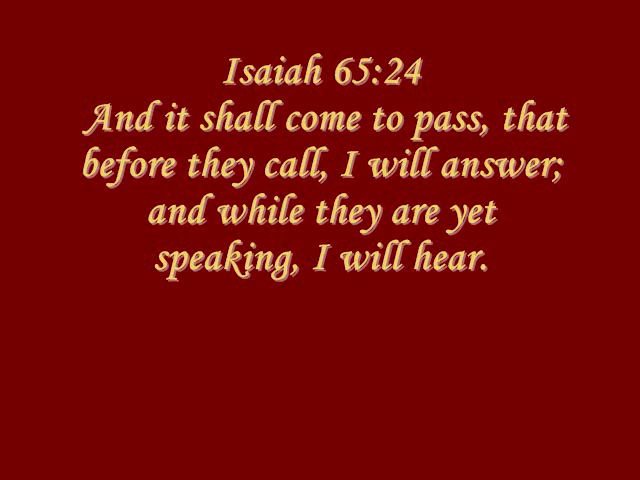 Isaiah 65:24
And it shall come to pass, that
before they call, I will answer;
and while they are yet
speaking, I will hear.